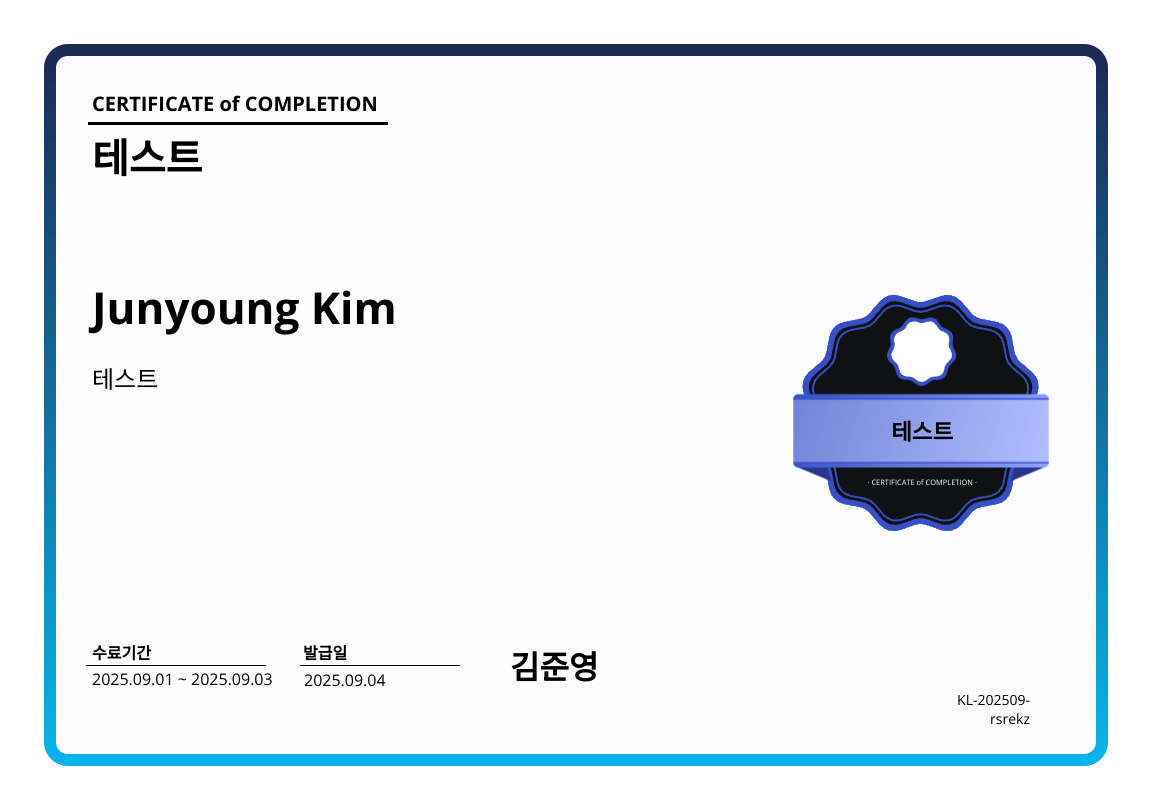 CERTIFICATE of COMPLETION
테스트
Junyoung Kim
테스트
테스트
· CERTIFICATE of COMPLETION ·
수료기간
2025.09.01 ~ 2025.09.03
발급일
2025.09.04
김준영
KL-202509-
rsrekz